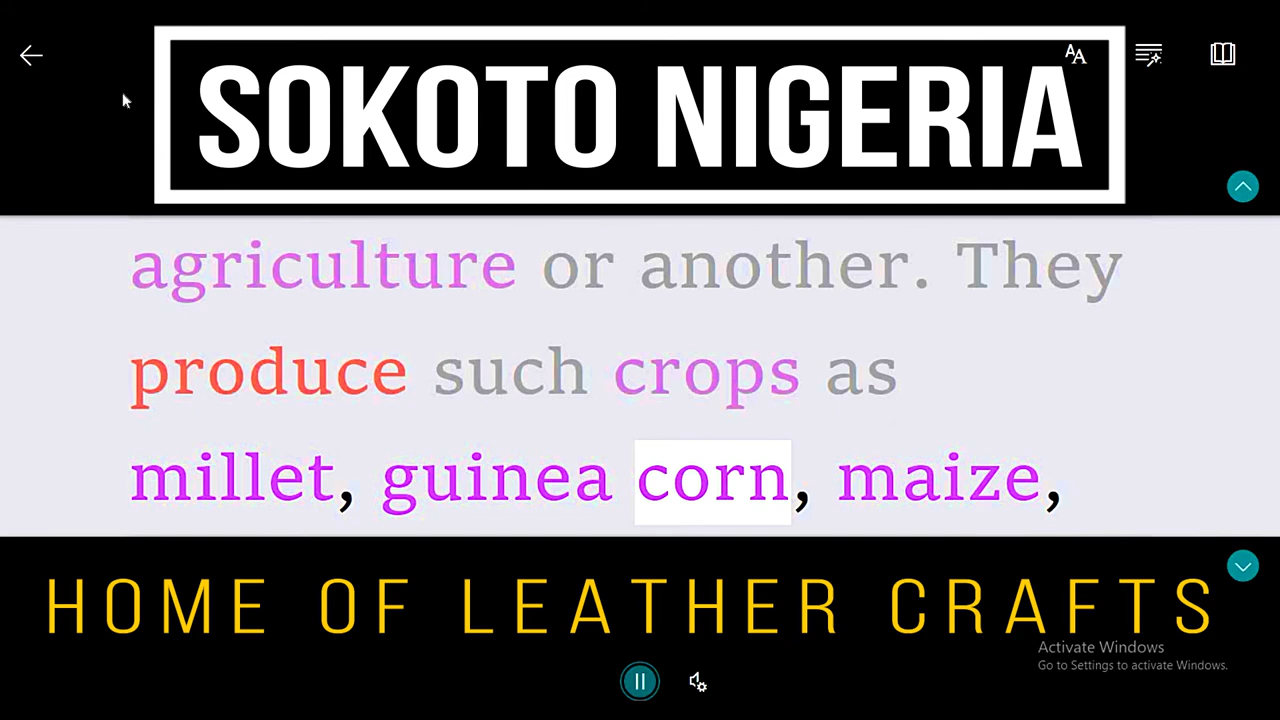 SOKOTO NIGERIA
agriculture or another. They
produce such crops as
millet, guinea corn, maize,
HOME OF LEATHER CRAFTS
Activate Windows
Go to Settings to activate Windows.